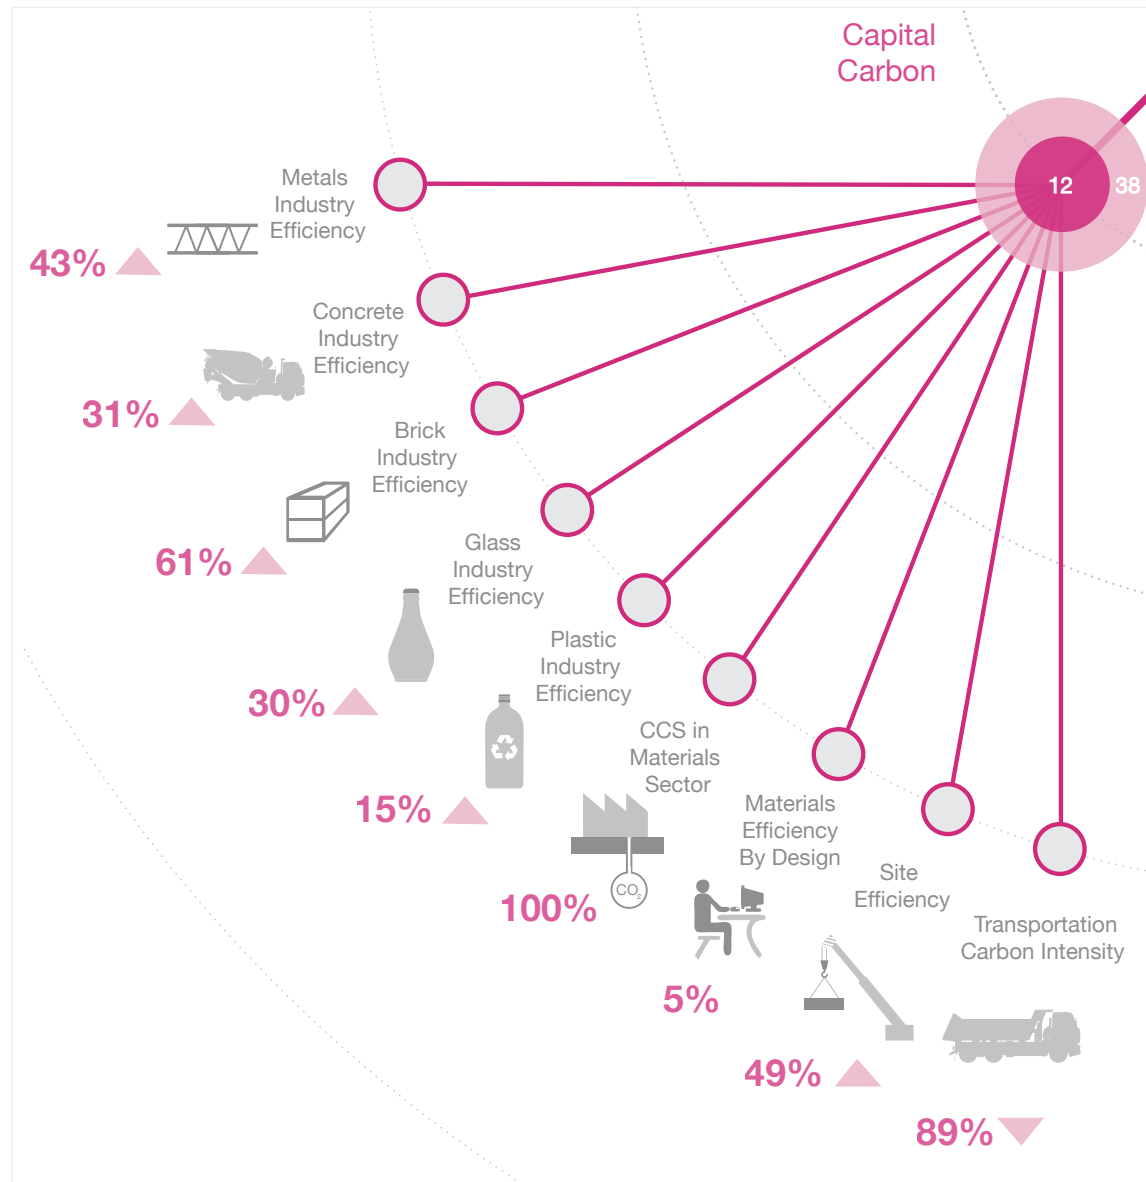 Capital
Carbon
12
38
Metals
Industry
Efficiency
43%
Concrete
Industry
Efficiency
31%
Brick
Industry
Efficiency
61%
Glass
Industry
Efficiency
30%
Plastic
Industry
Efficiency
15%
CCS in
Materials
Sector
CO₂
100%
Materials
Efficiency
By Design
5%
Site
Efficiency
49%
Transportation
Carbon Intensity
89%